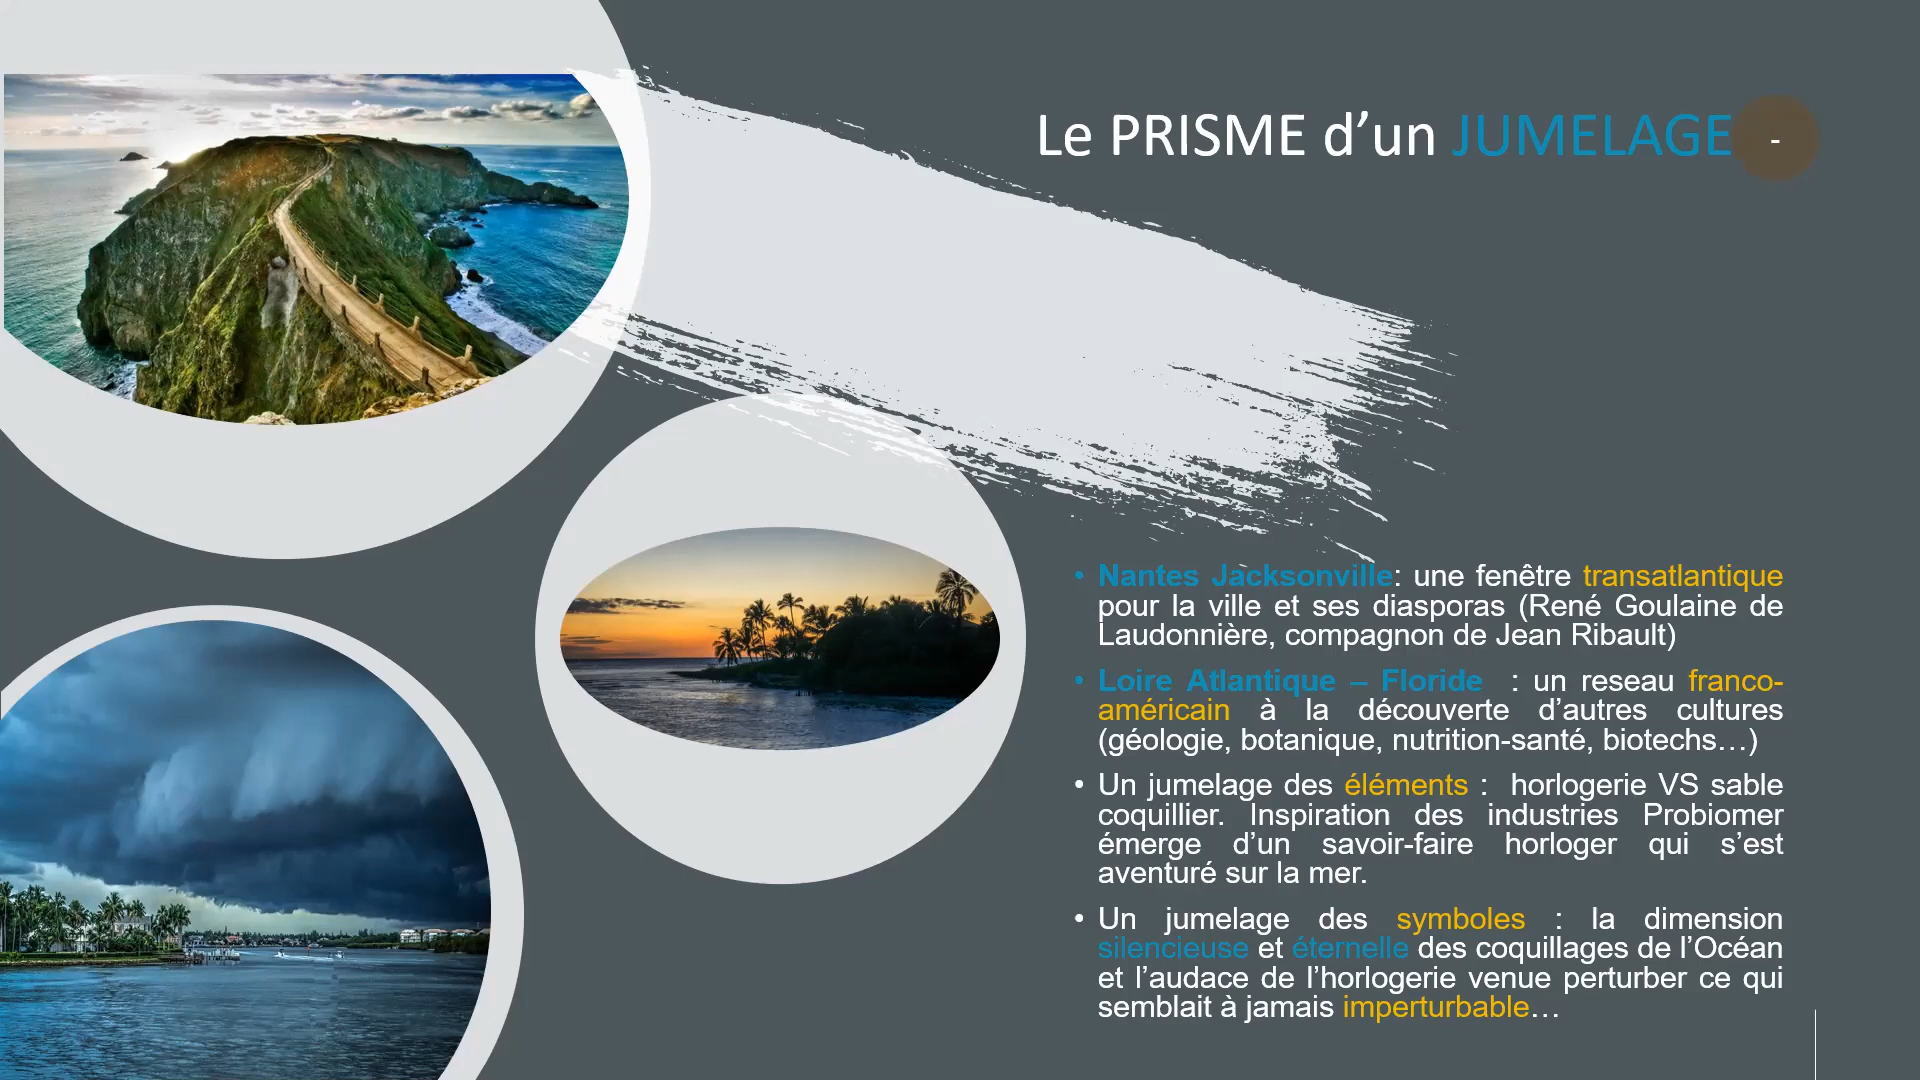 Le PRISME d’un JUMELAGE
-
• Nantes Jacksonville: une fenêtre transatlantique
pour la ville et ses diasporas (René Goulaine de
Laudonnière, compagnon de Jean Ribault)
• Loire Atlantique – Floride : un reseau franco-
américain à la découverte d’autres cultures
(géologie, botanique, nutrition-santé, biotechs…)
• Un jumelage des éléments : horlogerie VS sable
coquillier. Inspiration des industries Probiomer
émerge d’un savoir-faire horloger qui s’est
aventuré sur la mer.
• Un jumelage des symboles : la dimension
silencieuse et éternelle des coquillages de l’Océan
et l’audace de l’horlogerie venue perturber ce qui
semblait à jamais imperturbable…